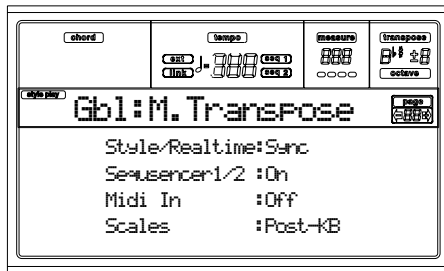 chord tempo measure transpose
ext seq 1
link seq 2
octave
style play Gbl:M.Transpose page
Style/Realtime:Sync
Sequsencer1/2 :On
Midi In :Off
Scales :Post-KB